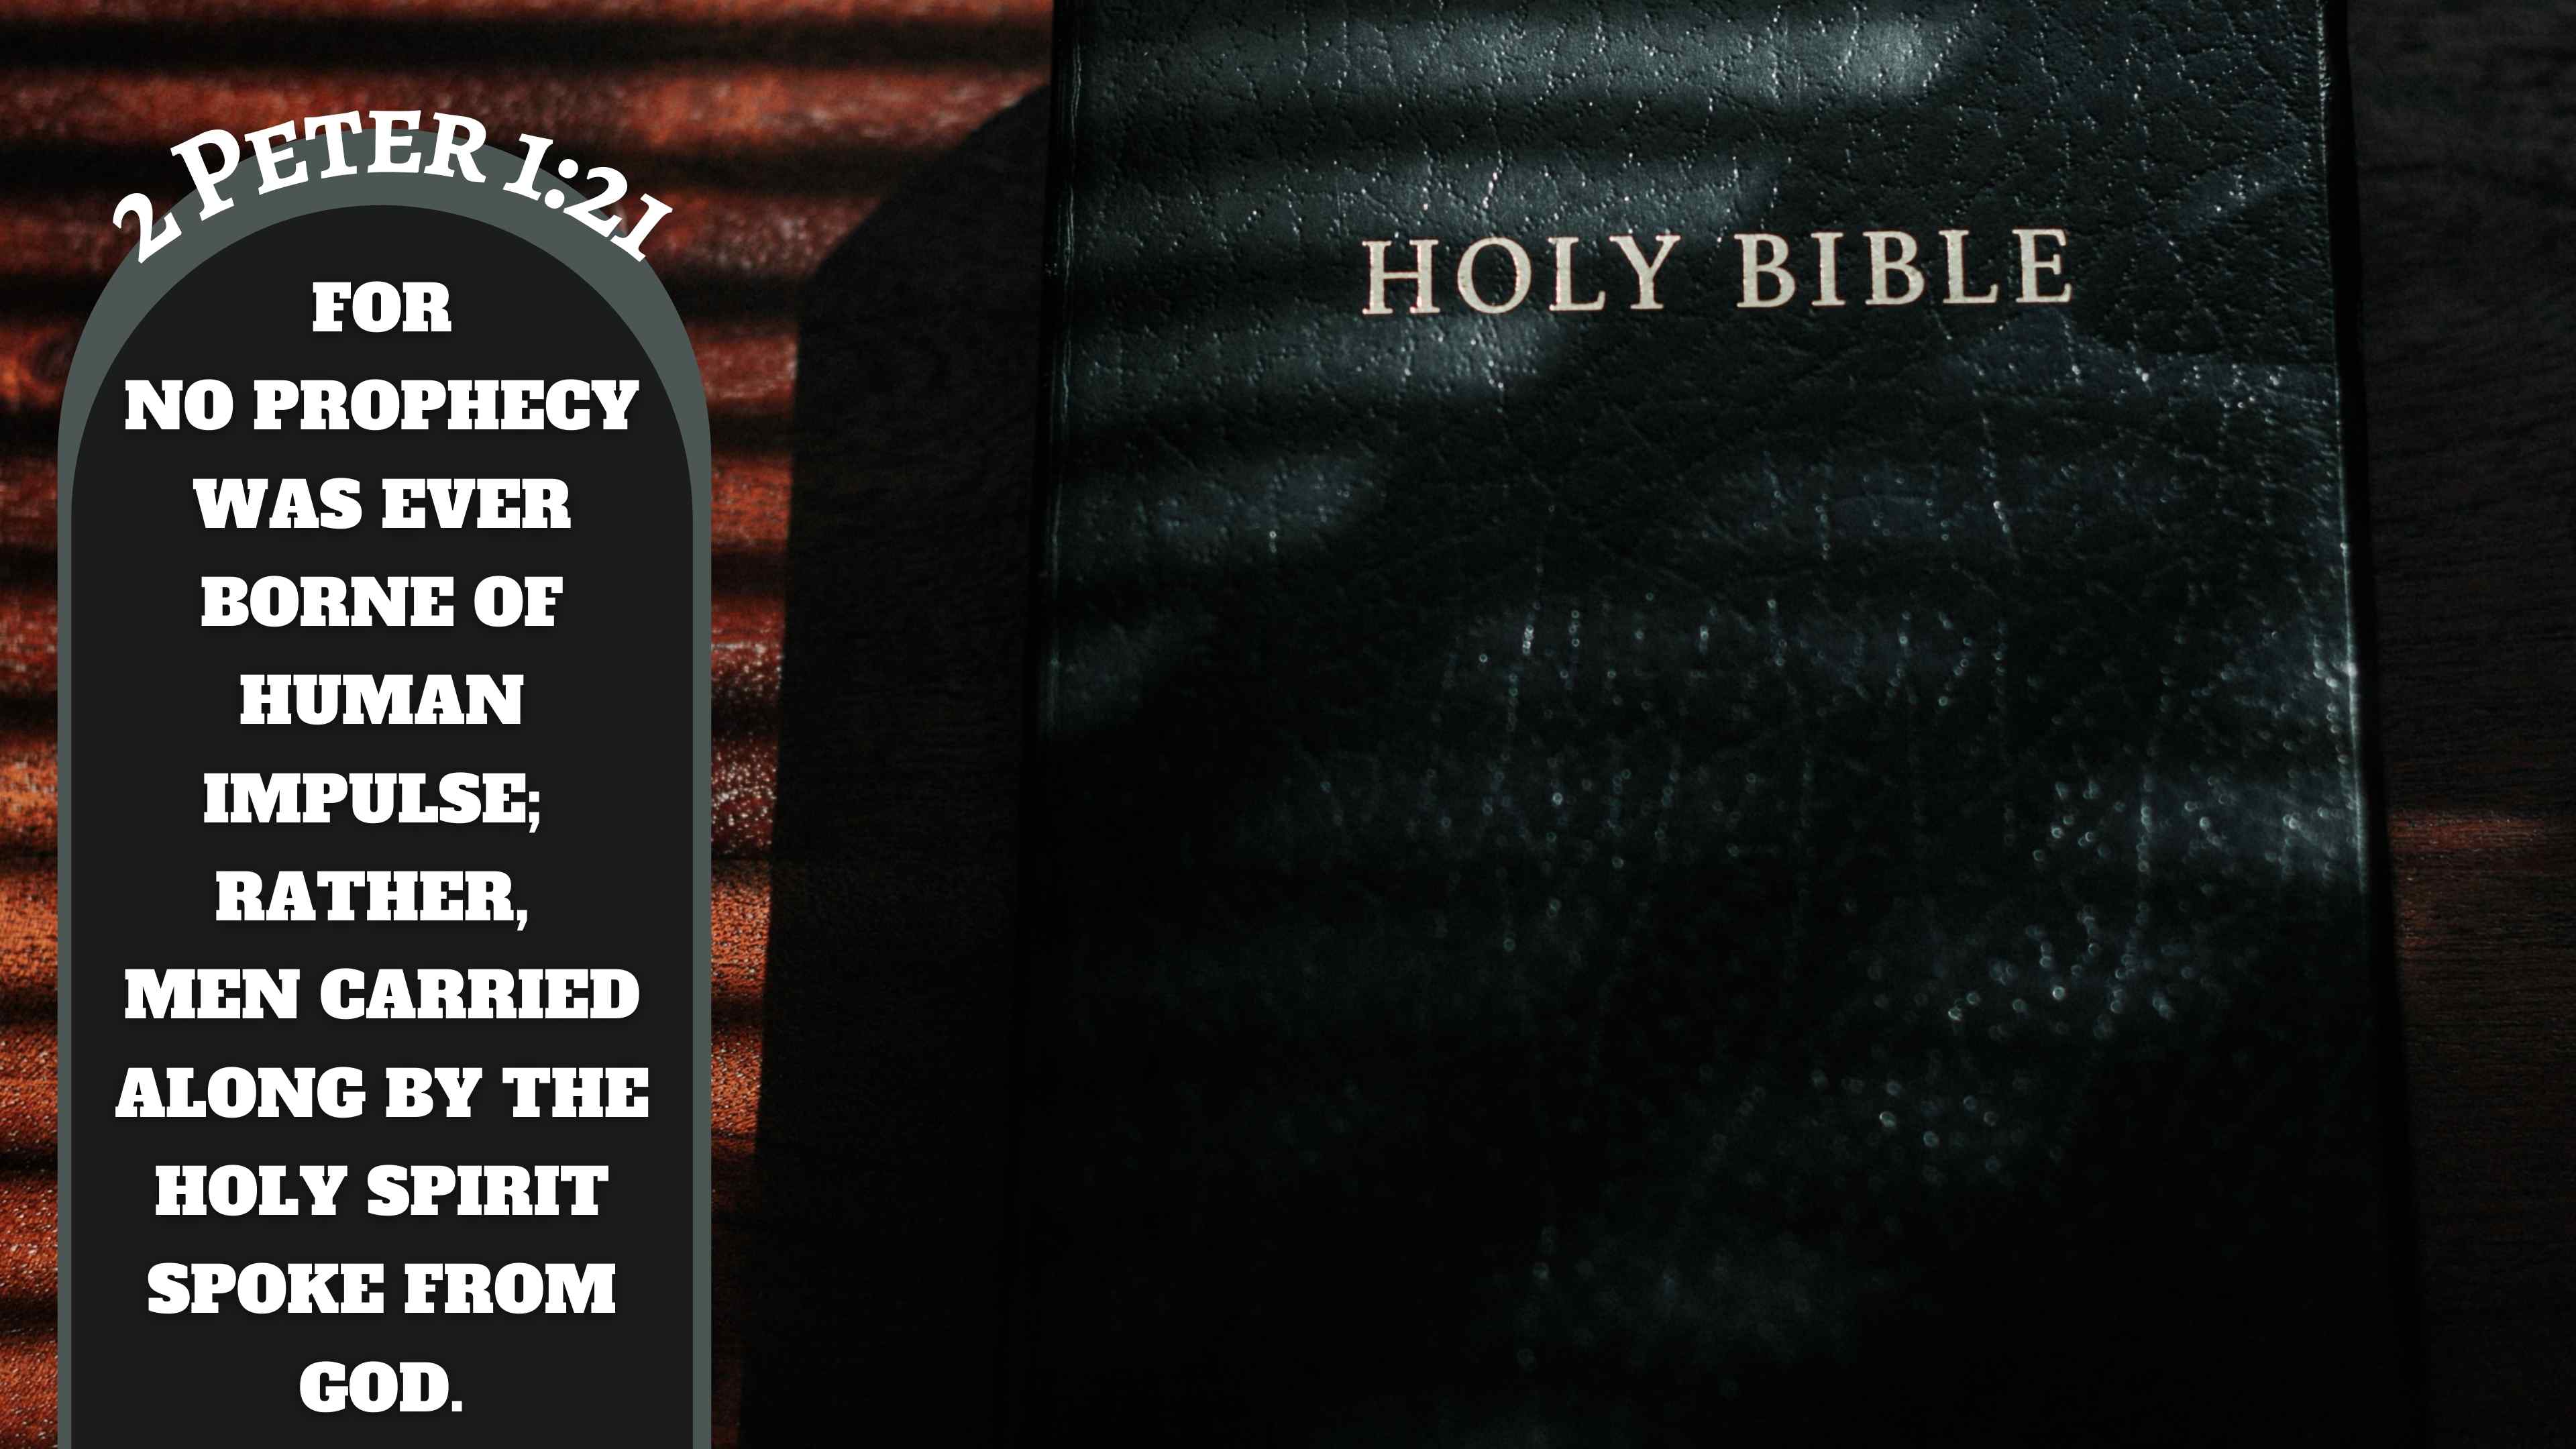 2 PETER 1:21
FOR
NO PROPHECY
WAS EVER
BORNE OF
HUMAN
IMPULSE;
RATHER,
MEN CARRIED
ALONG BY THE
HOLY SPIRIT
SPOKE FROM
GOD.
HOLY BIBLE